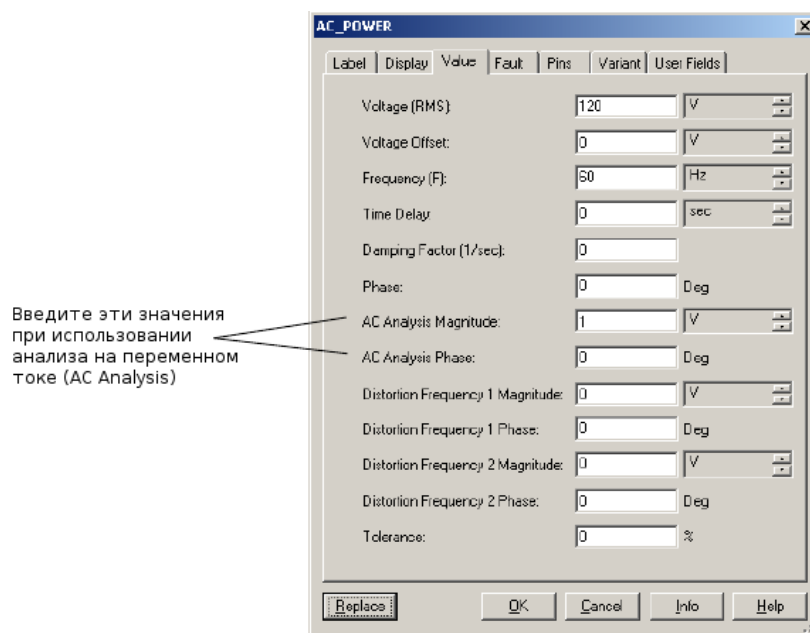 AC_POWER
Label Display Value Fault Pins Variant User Fields
Voltage (RMS): 120 V
Voltage Offset: 0 V
Frequency (F): 60 Hz
Time Delay: 0 sec
Damping Factor (1/sec): 0
Phase: 0 Deg
Введите эти значения
при использовании
анализа на переменном
токе (AC Analysis)
AC Analysis Magnitude: 1 V
AC Analysis Phase: 0 Deg
Distortion Frequency 1 Magnitude: 0 V
Distortion Frequency 1 Phase: 0 Deg
Distortion Frequency 2 Magnitude: 0 V
Distortion Frequency 2 Phase: 0 Deg
Tolerance: 0 %
Replace OK Cancel Info Help